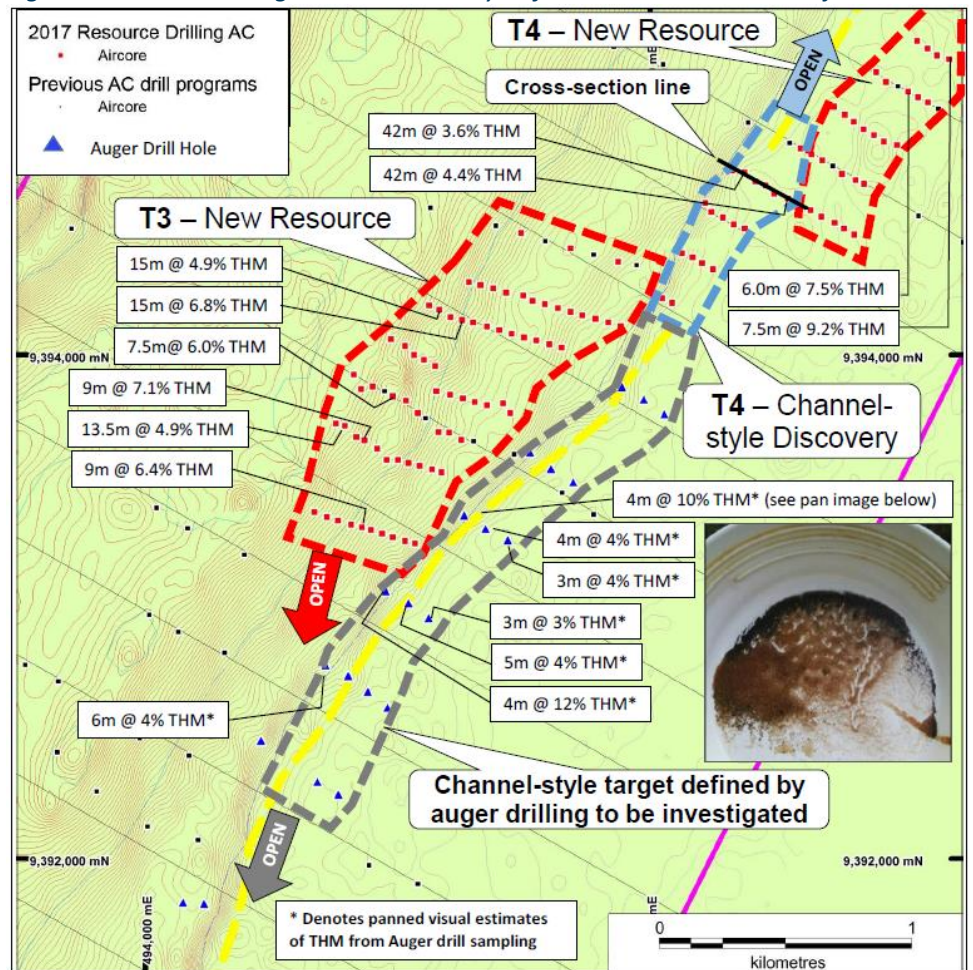 2017 Resource Drilling AC
Aircore
Previous AC drill programs
Aircore
Auger Drill Hole
T4 – New Resource
OPEN
Cross-section line
42m @ 3.6% THM
42m @ 4.4% THM
T3 – New Resource
15m @ 4.9% THM
15m @ 6.8% THM
7.5m@ 6.0% THM
9m @ 7.1% THM
13.5m @ 4.9% THM
9m @ 6.4% THM
6.0m @ 7.5% THM
7.5m @ 9.2% THM
9,394,000 mN
9,394,000 mN
T4 – Channel-
style Discovery
4m @ 10% THM* (see pan image below)
4m @ 4% THM*
3m @ 4% THM*
OPEN
3m @ 3% THM*
5m @ 4% THM*
4m @ 12% THM*
6m @ 4% THM*
Channel-style target defined by
auger drilling to be investigated
OPEN
9,392,000 mN
9,392,000 mN
* Denotes panned visual estimates
of THM from Auger drill sampling
494,000 mE
0 1
kilometres